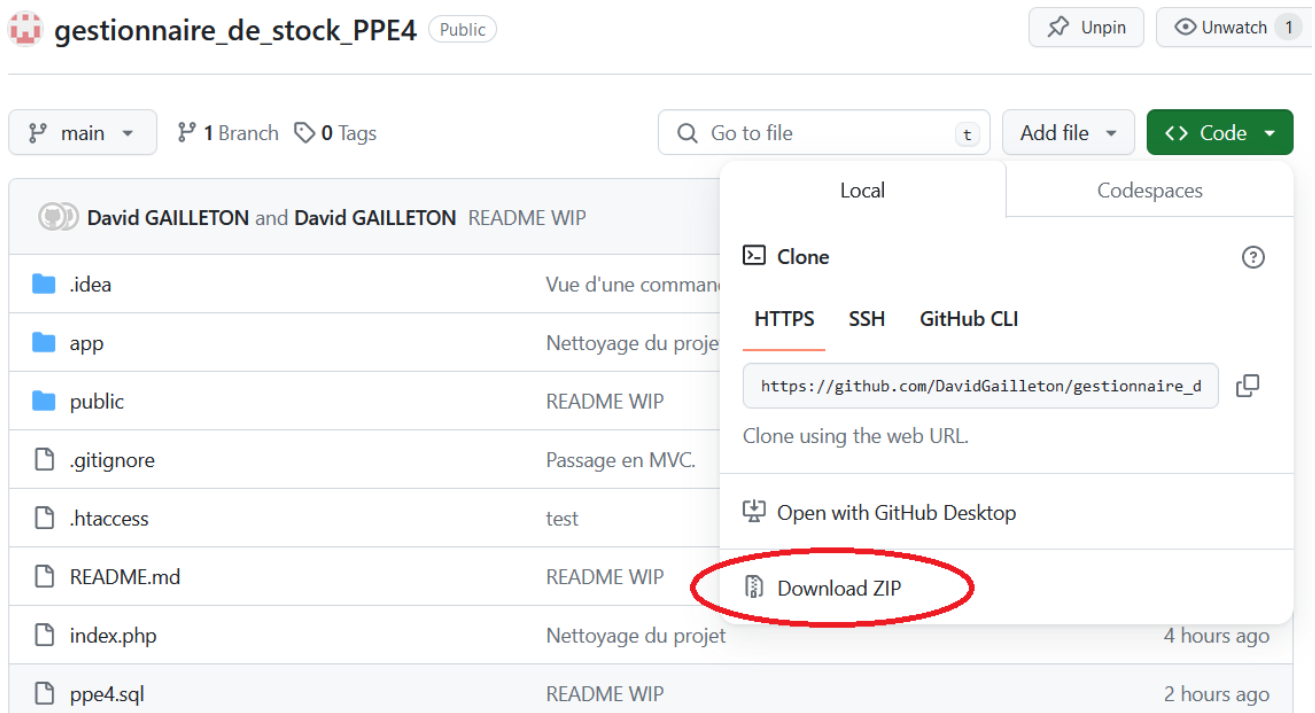 gestionnaire_de_stock_PPE4 Public Unpin Unwatch 1
main 1 Branch 0 Tags Go to file t Add file <> Code
Local Codespaces
David GAILLETON and David GAILLETON README WIP
Clone
.idea Vue d'une comman
HTTPS SSH GitHub CLI
app Nettoyage du proje
https://github.com/DavidGailleton/gestionnaire_d
public README WIP
Clone using the web URL.
.gitignore Passage en MVC.
Open with GitHub Desktop
.htaccess test
README.md README WIP
Download ZIP
index.php Nettoyage du projet 4 hours ago
ppe4.sql README WIP 2 hours ago